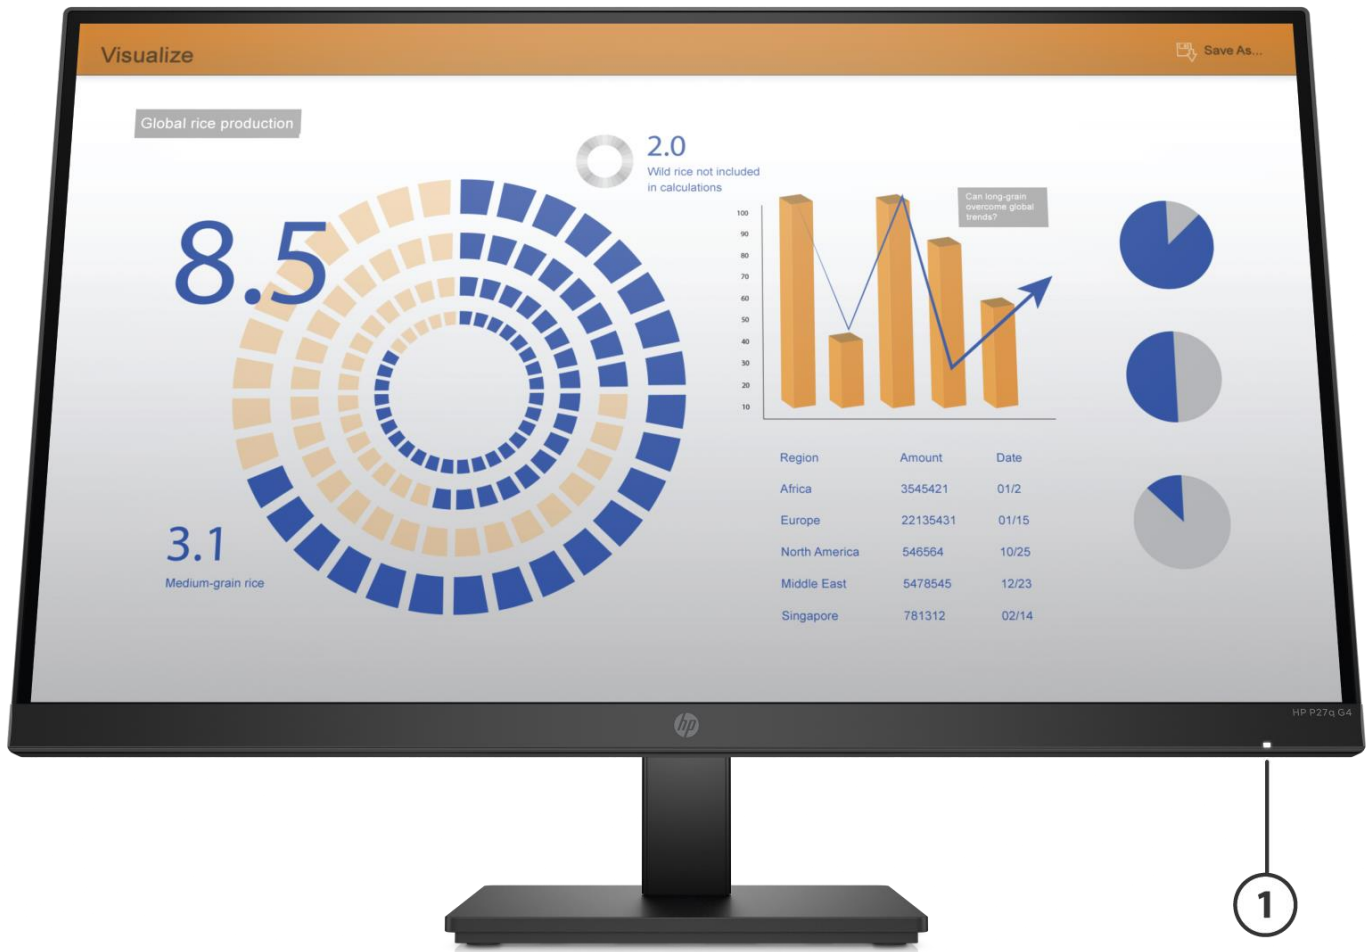 Visualize
Save As...
Global rice production
2.0
Wild rice not included
in calculations
8.5
Can long-grain
overcome global
trends?
100
90
80
70
60
50
40
30
20
10
3.1
Medium-grain rice
Region Amount Date
Africa 3545421 01/2
Europe 22135431 01/15
North America 546564 10/25
Middle East 5478545 12/23
Singapore 781312 02/14
hp
HP P27q G4
1